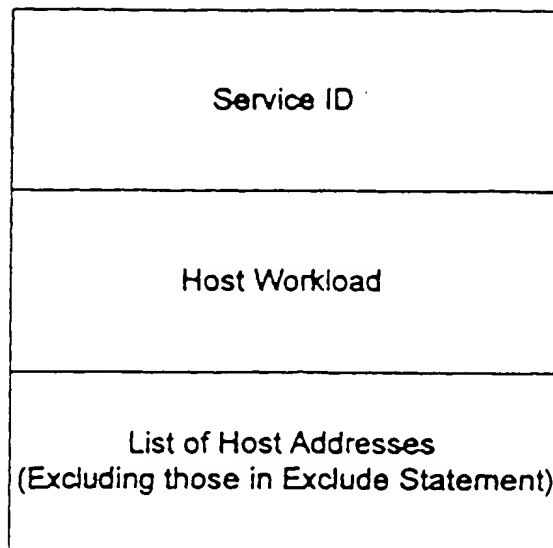 Service ID
Host Workload
List of Host Addresses
(Excluding those in Exclude Statement)